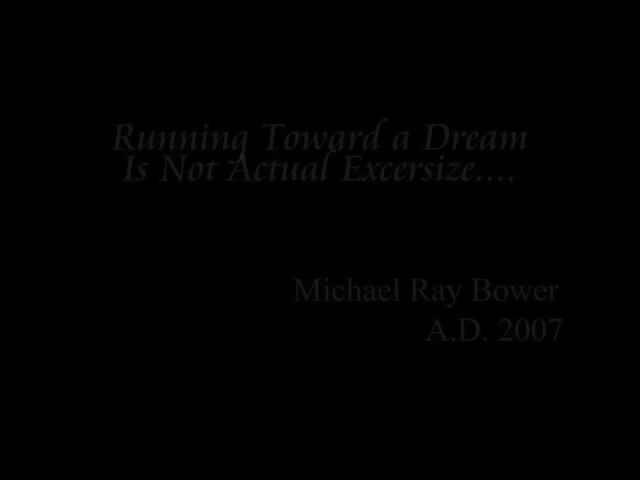 Running Toward a Dream
Is Not Actual Excersize....
Michael Ray Bower
A.D. 2007